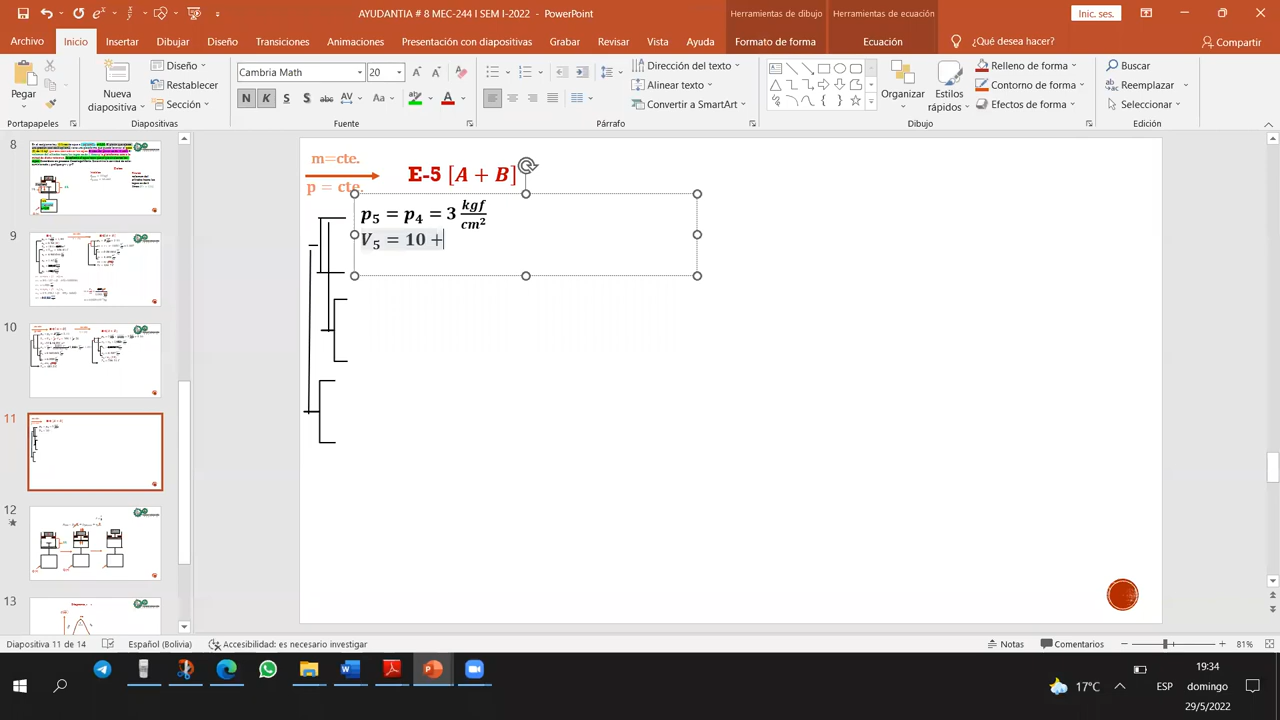 AYUDANTIA # 8 MEC-244 I SEM I-2022 - PowerPoint
Herramientas de dibujo
Herramientas de ecuación
Inic. ses.
Archivo
Inicio
Insertar
Dibujar
Diseño
Transiciones
Animaciones
Presentación con diapositivas
Grabar
Revisar
Vista
Ayuda
Formato de forma
Ecuación
¿Qué desea hacer?
Compartir
Pegar
Nueva diapositiva
Diseño
Restablecer
Sección
Cambria Math
20
N K S S abc AV Aa A
Dirección del texto
Alinear texto
Convertir a SmartArt
Organizar
Estilos rápidos
Relleno de forma
Contorno de forma
Efectos de forma
Buscar
Reemplazar
Seleccionar
Portapapeles
Diapositivas
Fuente
Párrafo
Dibujo
Edición
8
9
10
11
12
13
m=cte.
p = cte.
E-5 [A + B]
p₅ = p₄ = 3 kgf/cm²
V₅ = 10 +
Diapositiva 11 de 14
Español (Bolivia)
Accesibilidad: es necesario investigar
Notas
Comentarios
81%
17°C
ESP
19:34
domingo
29/5/2022